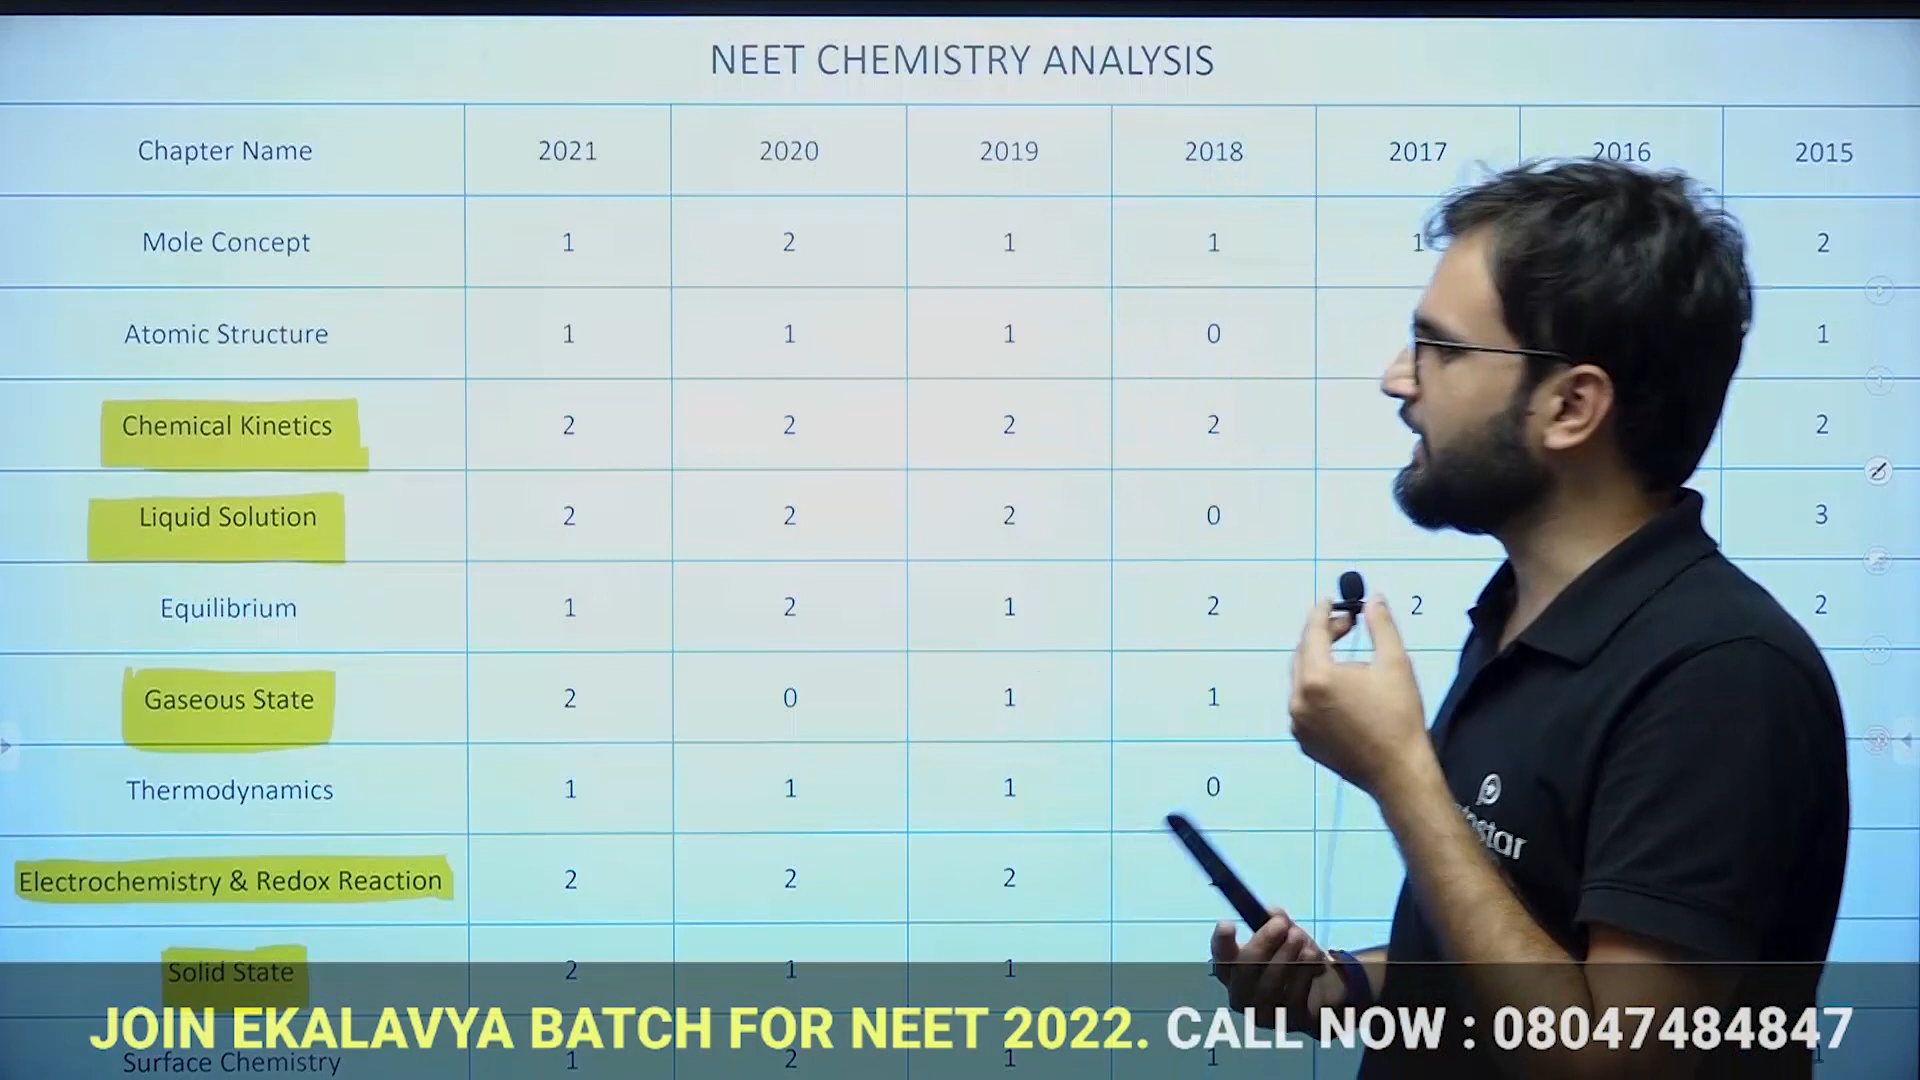 NEET CHEMISTRY ANALYSIS
Chapter Name 2021 2020 2019 2018 2017 2016 2015
Mole Concept 1 2 1 1 1 2
Atomic Structure 1 1 1 0 1
Chemical Kinetics 2 2 2 2 2
Liquid Solution 2 2 2 0 3
Equilibrium 1 2 1 2 2 2
Gaseous State 2 0 1 1
Thermodynamics 1 1 1 0
Electrochemistry & Redox Reaction 2 2 2
Solid State 2 1 1 1
JOIN EKALAVYA BATCH FOR NEET 2022. CALL NOW : 08047484847
Surface Chemistry 1 2 1 1 1